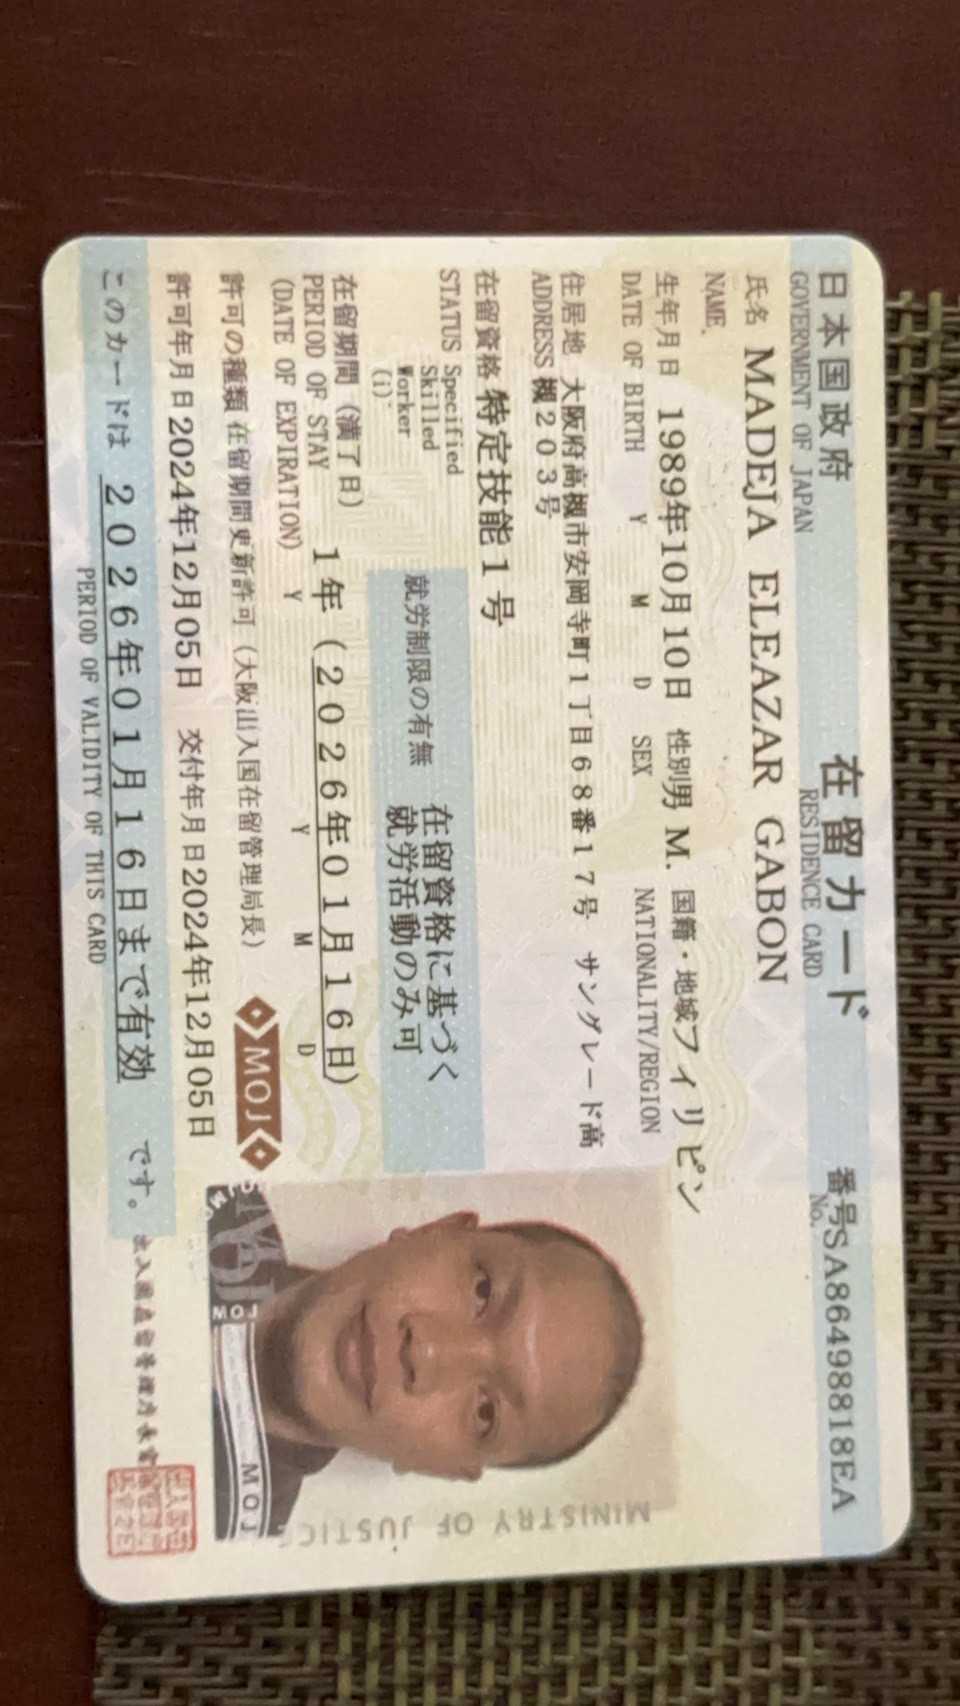 日本国政府 在留カード 番号SA86498818EA
GOVERNMENT OF JAPAN RESIDENCE CARD No.
氏名 MADEJA ELEAZAR GABON
NAME
生年月日 1989年10月10日 性別 男 M. 国籍・地域 フィリピン
DATE OF BIRTH Y M D SEX NATIONALITY/REGION
住居地 大阪府高槻市安岡寺町1丁目68番17号 サングレード高
ADDRESS 槻203号
在留資格 特定技能1号
STATUS Specified
Skilled
Worker
(i)
就労制限の有無 在留資格に基づく
就労活動のみ可
在留期間(満了日) 1年(2026年01月16日)
PERIOD OF STAY Y Y M D
(DATE OF EXPIRATION)
許可の種類 在留期間更新許可(大阪出入国在留管理局長)
許可年月日 2024年12月05日 交付年月日 2024年12月05日
このカードは 2026年01月16日まで有効 です。
PERIOD OF VALIDITY OF THIS CARD
MOJ
MOJ
MOJ
MOJ
MINISTRY OF JUSTICE